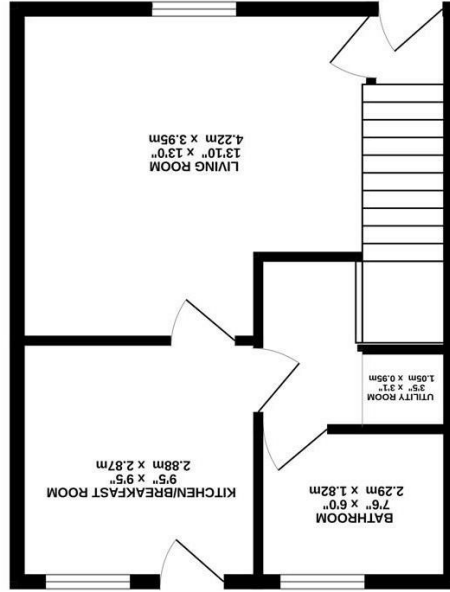 BATHROOM
7'6" x 6'0"
2.29m x 1.82m
KITCHEN/BREAKFAST ROOM
9'5" x 9'5"
2.88m x 2.87m
UTILITY ROOM
3'5" x 3'1"
1.05m x 0.95m
LIVING ROOM
13'10" x 13'0"
4.22m x 3.95m